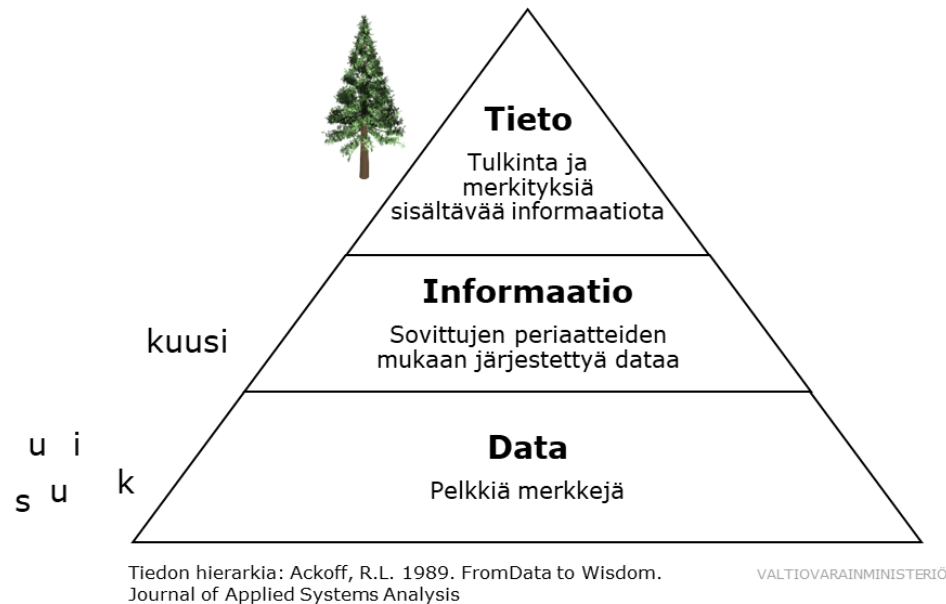 Tieto
Tulkinta ja
merkityksiä
sisältävää informaatiota
Informaatio
Sovittujen periaatteiden
mukaan järjestettyä dataa
kuusi
Data
Pelkkiä merkkejä
u i
s u k
Tiedon hierarkia: Ackoff, R.L. 1989. FromData to Wisdom.
Journal of Applied Systems Analysis
VALTIOVARAINMINISTERIÖ